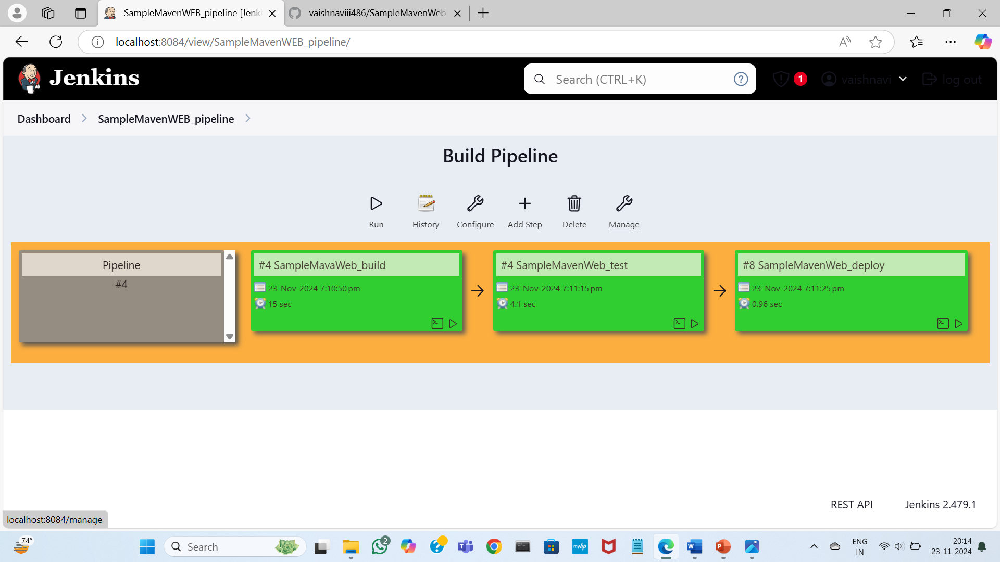 SampleMavenWEB_pipeline [Jenki
vaishnaviii486/SampleMavenWeb
localhost:8084/view/SampleMavenWEB_pipeline/
Jenkins
Search (CTRL+K)
1
vaishnavi
log out
Dashboard
SampleMavenWEB_pipeline
Build Pipeline
Run
History
Configure
Add Step
Delete
Manage
Pipeline
#4
#4 SampleMavaWeb_build
23-Nov-2024 7:10:50 pm
15 sec
#4 SampleMavenWeb_test
23-Nov-2024 7:11:15 pm
4.1 sec
#8 SampleMavenWeb_deploy
23-Nov-2024 7:11:25 pm
0.96 sec
REST API
Jenkins 2.479.1
localhost:8084/manage
74°
Search
2
myhp
ENG
IN
20:14
23-11-2024